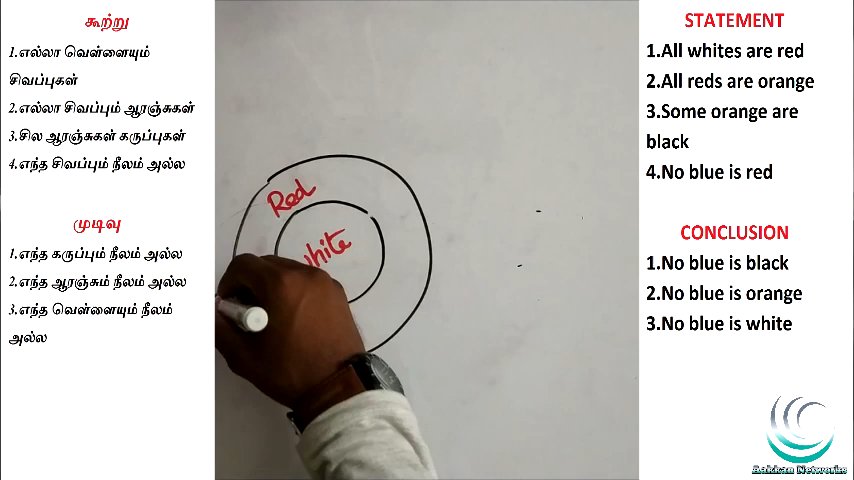 கூற்று
1.எல்லா வெள்ளையும்
சிவப்புகள்
2.எல்லா சிவப்பும் ஆரஞ்சுகள்
3.சில ஆரஞ்சுகள் கருப்புகள்
4.எந்த சிவப்பும் நீலம் அல்ல
முடிவு
1.எந்த கருப்பும் நீலம் அல்ல
2.எந்த ஆரஞ்சும் நீலம் அல்ல
3.எந்த வெள்ளையும் நீலம்
அல்ல
Red
white
STATEMENT
1.All whites are red
2.All reds are orange
3.Some orange are
black
4.No blue is red
CONCLUSION
1.No blue is black
2.No blue is orange
3.No blue is white
Aakkan Networks